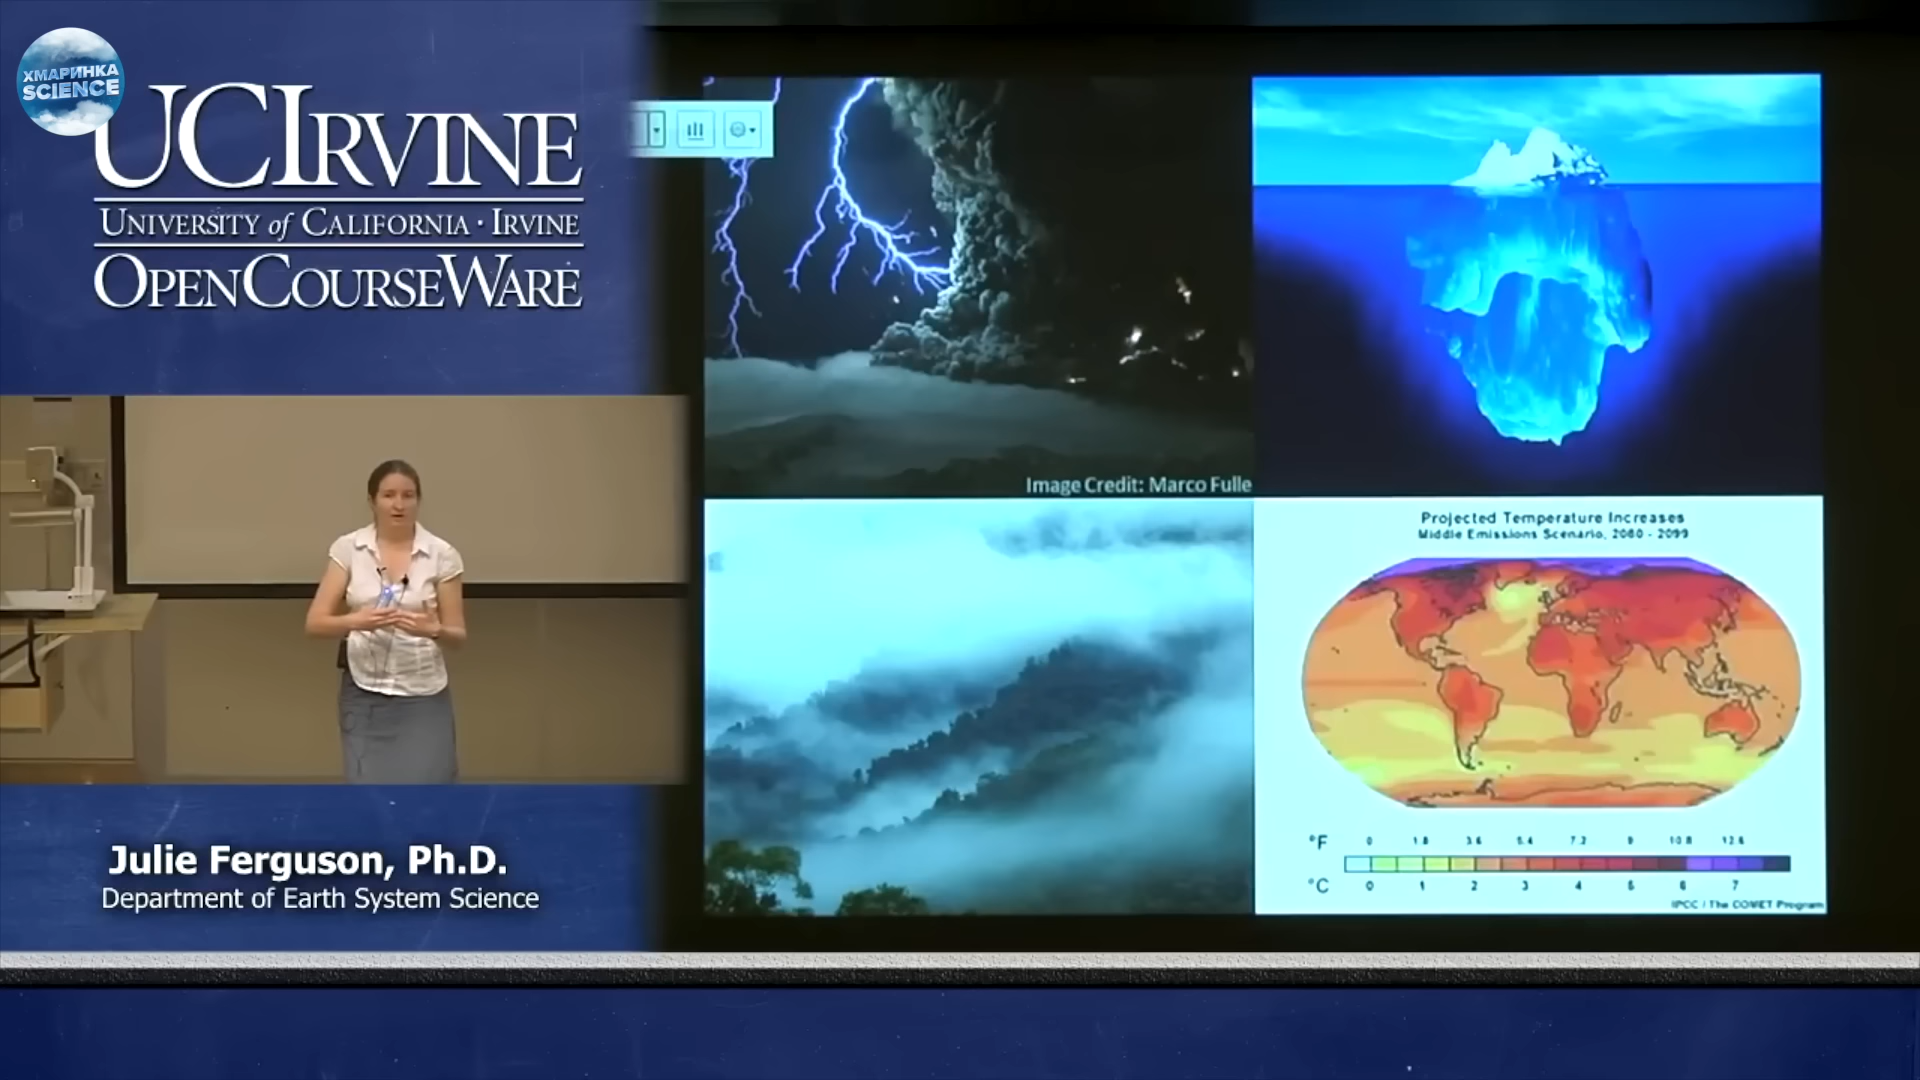 ХМАРИНКА
SCIENCE
UCIRVINE
UNIVERSITY of CALIFORNIA · IRVINE
OPENCOURSEWARE
Image Credit: Marco Fulle
Projected Temperature Increases
Middle Emissions Scenario, 2080 - 2099
°F 0 1.8 3.6 5.4 7.2 9 10.8 12.6
°C 0 1 2 3 4 5 6 7
IPCC / The COMET Program
Julie Ferguson, Ph.D.
Department of Earth System Science